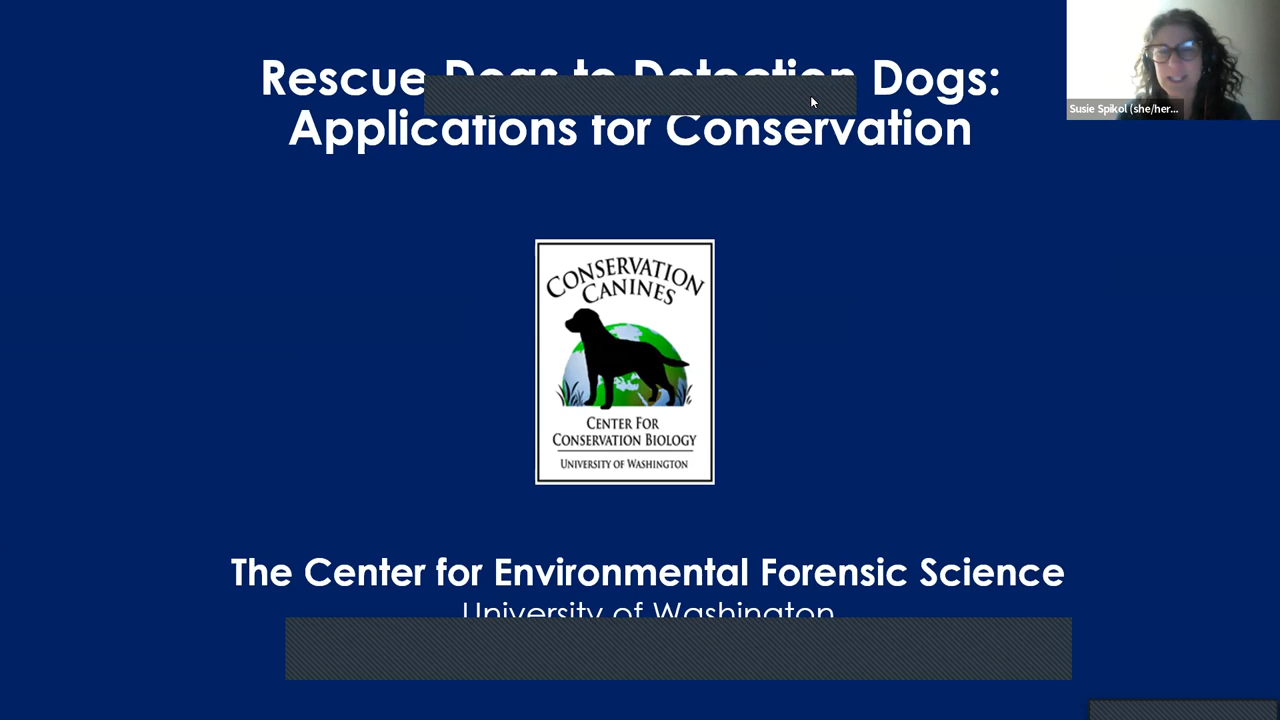 Rescue Dogs to Detection Dogs:
Applications for Conservation
Susie Spikol (she/her...
CONSERVATION
CANINES
CENTER FOR
CONSERVATION BIOLOGY
UNIVERSITY OF WASHINGTON
The Center for Environmental Forensic Science
University of Washington